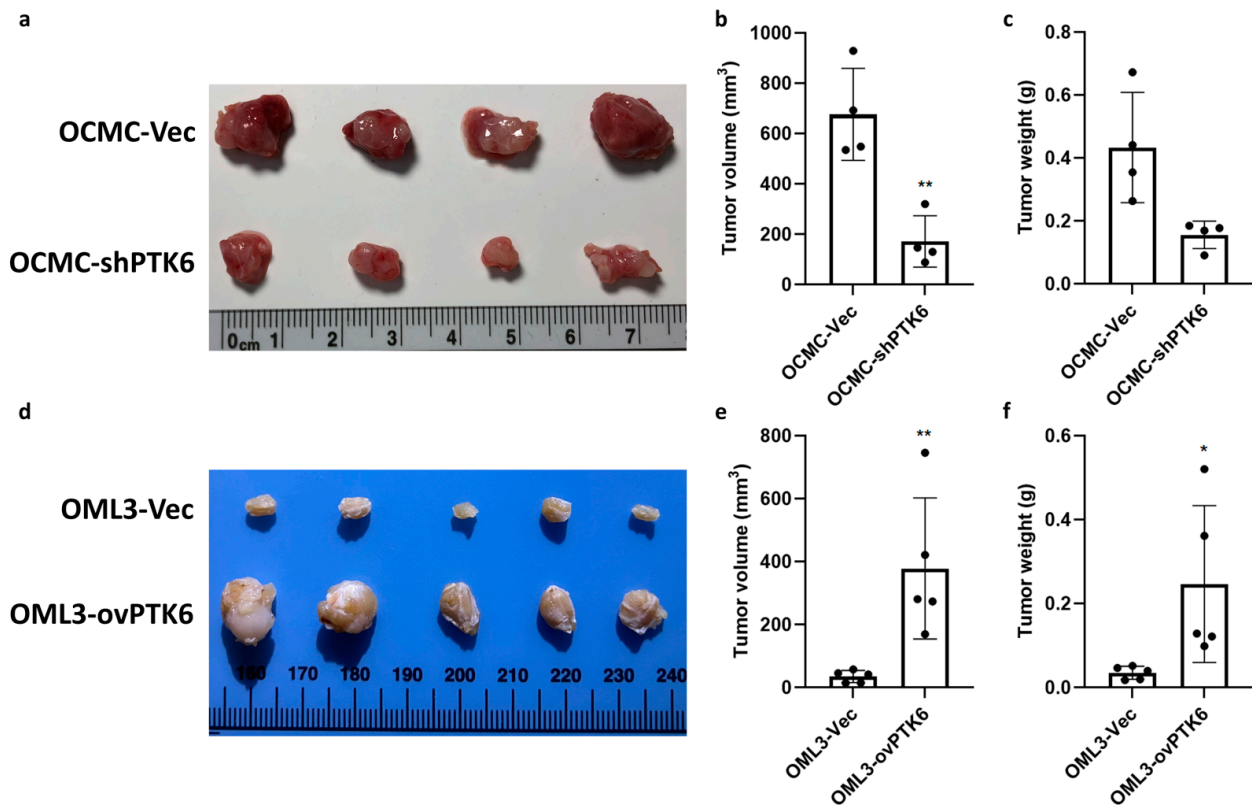 a
OCMC-Vec
OCMC-shPTK6
0cm 1 2 3 4 5 6 7
b
Tumor volume (mm³)
1000
800
600
400
200
0
**
OCMC-Vec
OCMC-shPTK6
c
Tumor weight (g)
0.8
0.6
0.4
0.2
0.0
OCMC-Vec
OCMC-shPTK6
d
OML3-Vec
OML3-ovPTK6
160 170 180 190 200 210 220 230 240
e
Tumor volume (mm³)
800
600
400
200
0
**
OML3-Vec
OML3-ovPTK6
f
Tumor weight (g)
0.6
0.4
0.2
0.0
*
OML3-Vec
OML3-ovPTK6